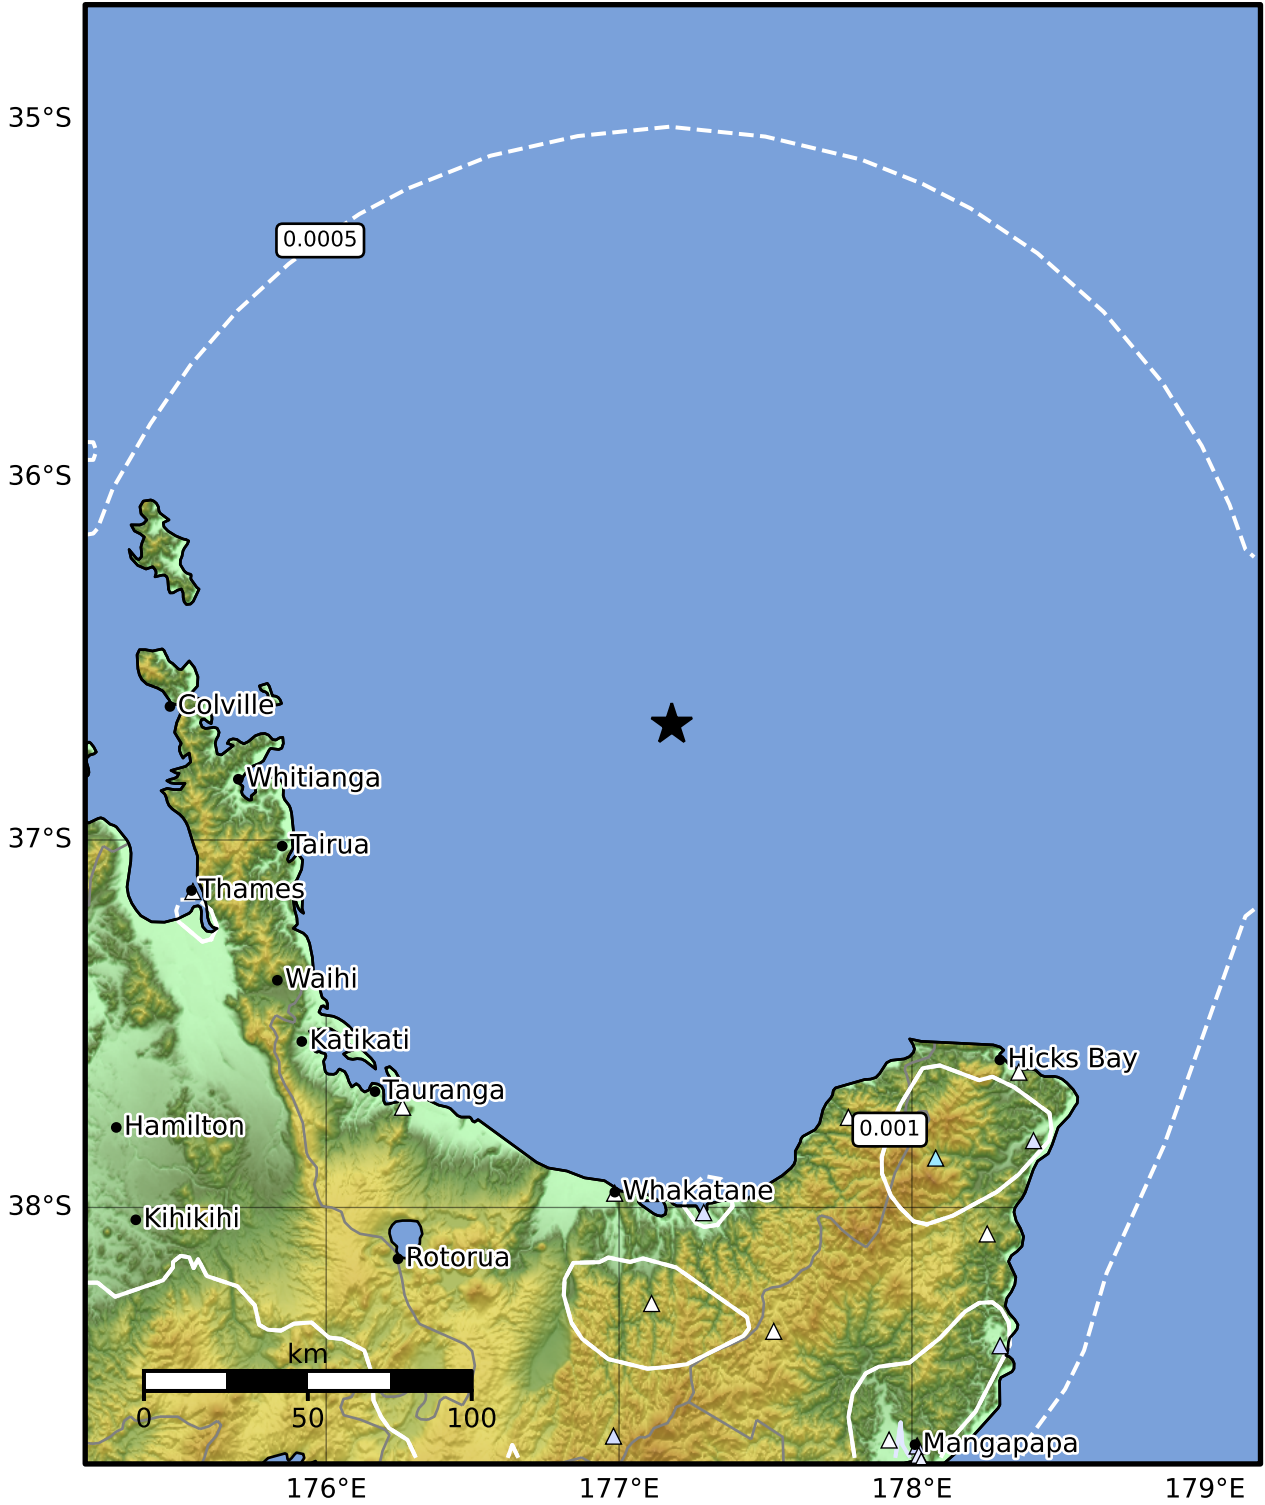 35°S
0.0005
36°S
Colville
Whitianga
37°S
Tairua
Thames
Waihi
Katikati
Hicks Bay
Tauranga
Hamilton
0.001
Whakatane
38°S
Kihikihi
Rotorua
km
0 50 100
Mangapapa
176°E 177°E 178°E 179°E